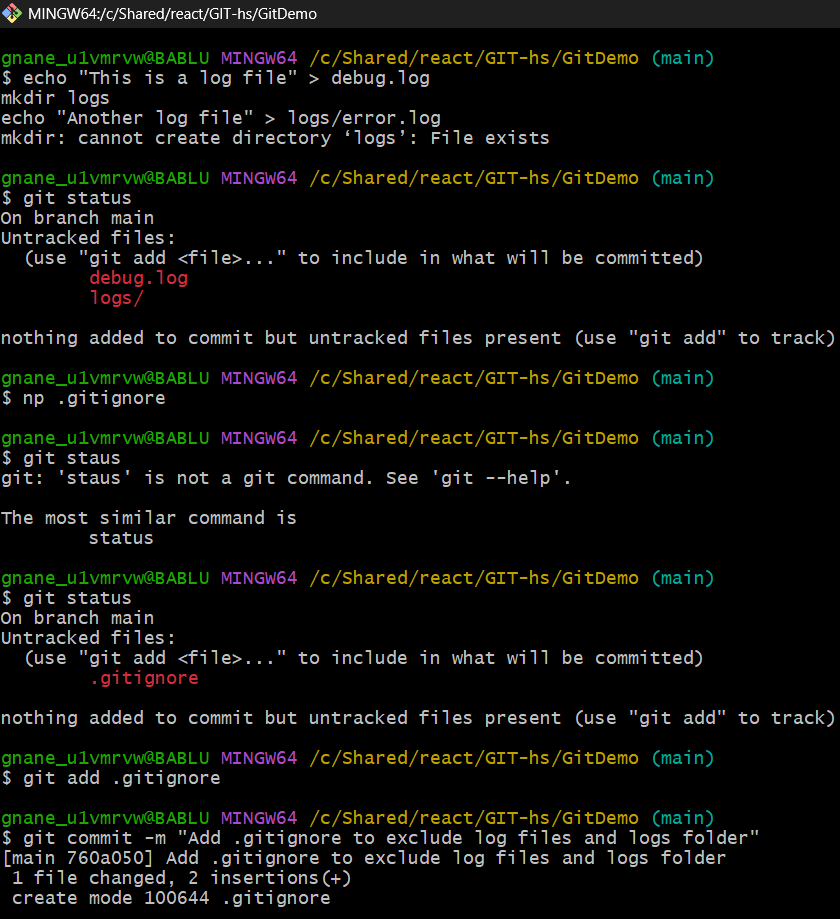 MINGW64:/c/Shared/react/GIT-hs/GitDemo
gnane_u1vmrvw@BABLU MINGW64 /c/Shared/react/GIT-hs/GitDemo (main)
$ echo "This is a log file" > debug.log
mkdir logs
echo "Another log file" > logs/error.log
mkdir: cannot create directory ‘logs’: File exists
gnane_u1vmrvw@BABLU MINGW64 /c/Shared/react/GIT-hs/GitDemo (main)
$ git status
On branch main
Untracked files:
  (use "git add <file>..." to include in what will be committed)
        debug.log
        logs/
nothing added to commit but untracked files present (use "git add" to track)
gnane_u1vmrvw@BABLU MINGW64 /c/Shared/react/GIT-hs/GitDemo (main)
$ np .gitignore
gnane_u1vmrvw@BABLU MINGW64 /c/Shared/react/GIT-hs/GitDemo (main)
$ git staus
git: 'staus' is not a git command. See 'git --help'.
The most similar command is
        status
gnane_u1vmrvw@BABLU MINGW64 /c/Shared/react/GIT-hs/GitDemo (main)
$ git status
On branch main
Untracked files:
  (use "git add <file>..." to include in what will be committed)
        .gitignore
nothing added to commit but untracked files present (use "git add" to track)
gnane_u1vmrvw@BABLU MINGW64 /c/Shared/react/GIT-hs/GitDemo (main)
$ git add .gitignore
gnane_u1vmrvw@BABLU MINGW64 /c/Shared/react/GIT-hs/GitDemo (main)
$ git commit -m "Add .gitignore to exclude log files and logs folder"
[main 760a050] Add .gitignore to exclude log files and logs folder
 1 file changed, 2 insertions(+)
 create mode 100644 .gitignore